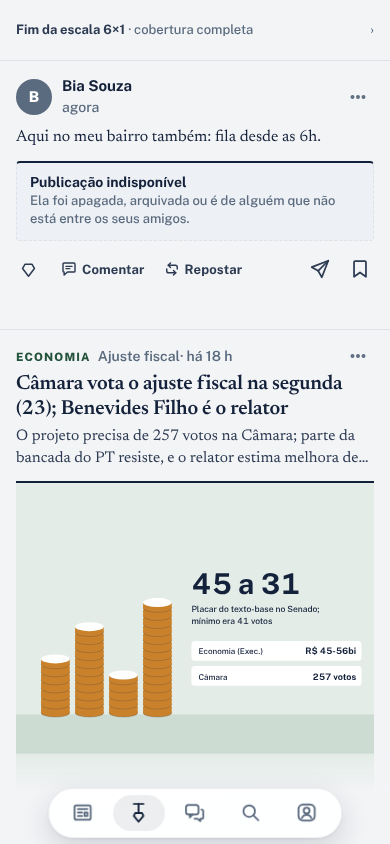 Fim da escala 6×1 · cobertura completa ›
B
Bia Souza
agora
Aqui no meu bairro também: fila desde as 6h.
Publicação indisponível
Ela foi apagada, arquivada ou é de alguém que não
está entre os seus amigos.
Comentar Repostar
ECONOMIA Ajuste fiscal· há 18 h
Câmara vota o ajuste fiscal na segunda
(23); Benevides Filho é o relator
O projeto precisa de 257 votos na Câmara; parte da
bancada do PT resiste, e o relator estima melhora de…
45 a 31
Placar do texto-base no Senado;
mínimo era 41 votos
Economia (Exec.) R$ 45-56bi
Câmara 257 votos